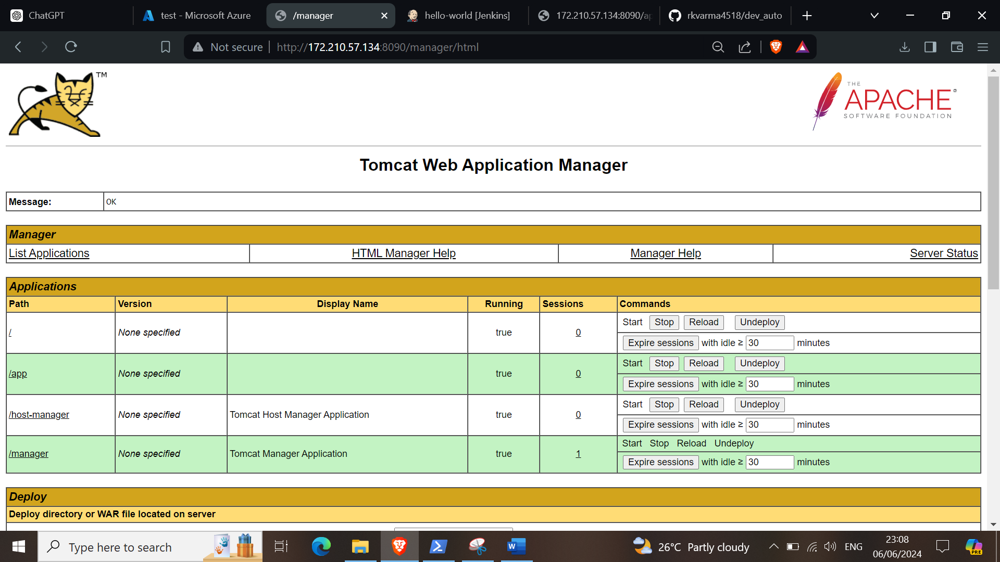 ChatGPT
test - Microsoft Azure
/manager
hello-world [Jenkins]
172.210.57.134:8090/ap
rkvarma4518/dev_auto
Not secure
http://172.210.57.134:8090/manager/html
TM
THE
APACHE
SOFTWARE FOUNDATION
Tomcat Web Application Manager
Message: OK
Manager
List Applications HTML Manager Help Manager Help Server Status
Applications
Path Version Display Name Running Sessions Commands
/ None specified true 0 Start Stop Reload Undeploy
Expire sessions with idle ≥ 30 minutes
/app None specified true 0 Start Stop Reload Undeploy
Expire sessions with idle ≥ 30 minutes
/host-manager None specified Tomcat Host Manager Application true 0 Start Stop Reload Undeploy
Expire sessions with idle ≥ 30 minutes
/manager None specified Tomcat Manager Application true 1 Start Stop Reload Undeploy
Expire sessions with idle ≥ 30 minutes
Deploy
Deploy directory or WAR file located on server
Type here to search
W
26°C Partly cloudy
ENG
23:08
06/06/2024
PRE